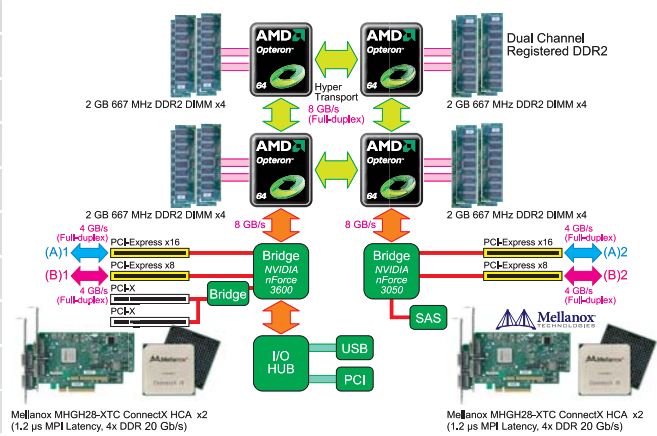 AMD
Opteron
64
AMD
Opteron
64
Dual Channel
Registered DDR2
Hyper
Transport
8 GB/s
(Full-duplex)
2 GB 667 MHz DDR2 DIMM x4
2 GB 667 MHz DDR2 DIMM x4
AMD
Opteron
64
AMD
Opteron
64
2 GB 667 MHz DDR2 DIMM x4
2 GB 667 MHz DDR2 DIMM x4
8 GB/s
8 GB/s
4 GB/s
(Full-duplex)
PCI-Express x16
(A)1
PCI-Express x8
(B)1
4 GB/s
(Full-duplex)
PCI-X
PCI-X
Bridge
Bridge
NVIDIA
nForce
3600
Bridge
NVIDIA
nForce
3050
PCI-Express x16
4 GB/s
(Full-duplex)
(A)2
PCI-Express x8
(B)2
4 GB/s
(Full-duplex)
SAS
I/O
HUB
USB
PCI
Mellanox
TECHNOLOGIES
Mellanox
ConnectX
Mellanox
ConnectX
Mellanox MHGH28-XTC ConnectX HCA x2
(1.2 μs MPI Latency, 4x DDR 20 Gb/s)
Mellanox MHGH28-XTC ConnectX HCA x2
(1.2 μs MPI Latency, 4x DDR 20 Gb/s)